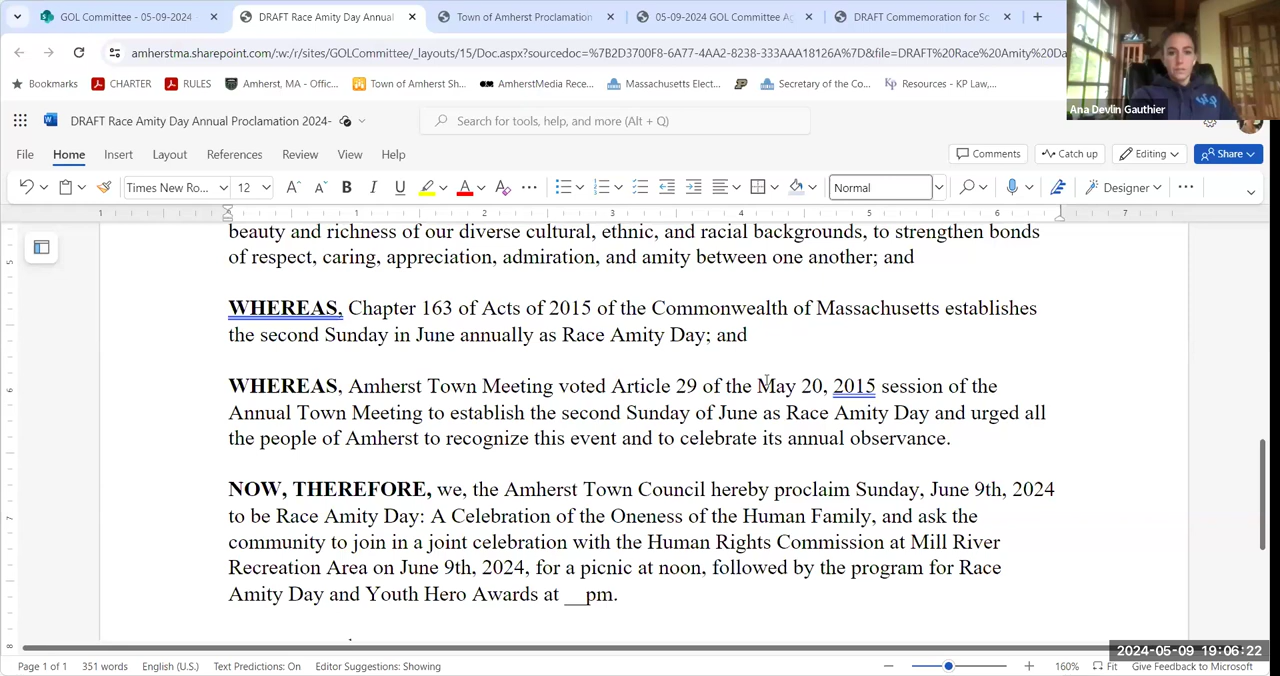 GOL Committee - 05-09-2024
DRAFT Race Amity Day Annual
Town of Amherst Proclamation
05-09-2024 GOL Committee Ag
DRAFT Commemoration for Sc
amherstma.sharepoint.com/:w:/r/sites/GOLCommittee/_layouts/15/Doc.aspx?sourcedoc=%7B2D3700F8-6A77-4AA2-8238-333AAA18126A%7D&file=DRAFT%20Race%20Amity%20Da
Bookmarks
CHARTER
RULES
Amherst, MA - Offic...
Town of Amherst Sh...
AmherstMedia Rece...
Massachusetts Elect...
Secretary of the Co...
Resources - KP Law,...
Ana Devlin Gauthier
DRAFT Race Amity Day Annual Proclamation 2024-
earch for tools, help, and more (Alt + Q)
File
Home
Insert
Layout
References
Review
View
Help
Comments
Catch up
Editing
Share
Times New Ro...
12
A
A
B
I
U
A
A
Normal
Designer
1
1
2
3
4
5
6
7
beauty and richness of our diverse cultural, ethnic, and racial backgrounds, to strengthen bonds
of respect, caring, appreciation, admiration, and amity between one another; and
WHEREAS, Chapter 163 of Acts of 2015 of the Commonwealth of Massachusetts establishes
the second Sunday in June annually as Race Amity Day; and
WHEREAS, Amherst Town Meeting voted Article 29 of the May 20, 2015 session of the
Annual Town Meeting to establish the second Sunday of June as Race Amity Day and urged all
the people of Amherst to recognize this event and to celebrate its annual observance.
NOW, THEREFORE, we, the Amherst Town Council hereby proclaim Sunday, June 9th, 2024
to be Race Amity Day: A Celebration of the Oneness of the Human Family, and ask the
community to join in a joint celebration with the Human Rights Commission at Mill River
Recreation Area on June 9th, 2024, for a picnic at noon, followed by the program for Race
Amity Day and Youth Hero Awards at __pm.
5
6
7
8
2024-05-09 19:06:22
Page 1 of 1
351 words
English (U.S.)
Text Predictions: On
Editor Suggestions: Showing
160%
Fit
Give Feedback to Microsoft